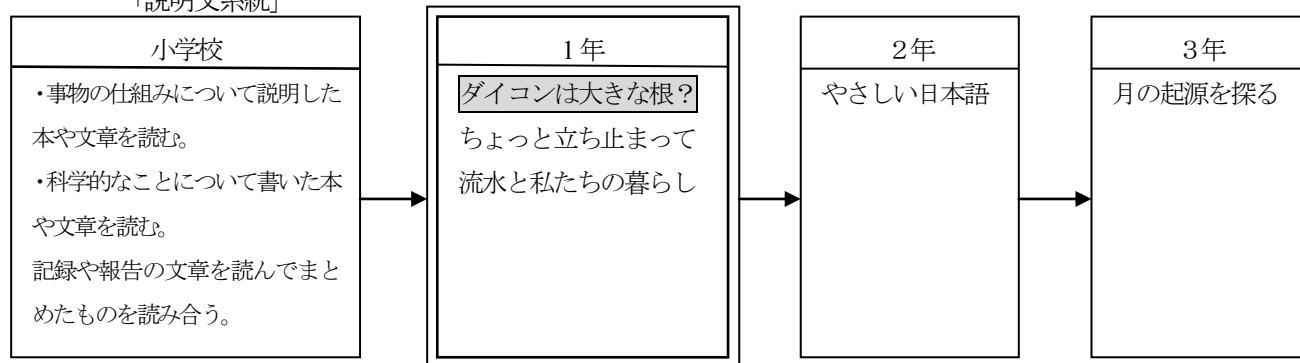 「説明文系統」
小学校
・事物の仕組みについて説明した
本や文章を読む。
・科学的なことについて書いた本
や文章を読む。
記録や報告の文章を読んでまと
めたものを読み合う。
1年
ダイコンは大きな根？
ちょっと立ち止まって
流水と私たちの暮らし
2年
やさしい日本語
3年
月の起源を探る